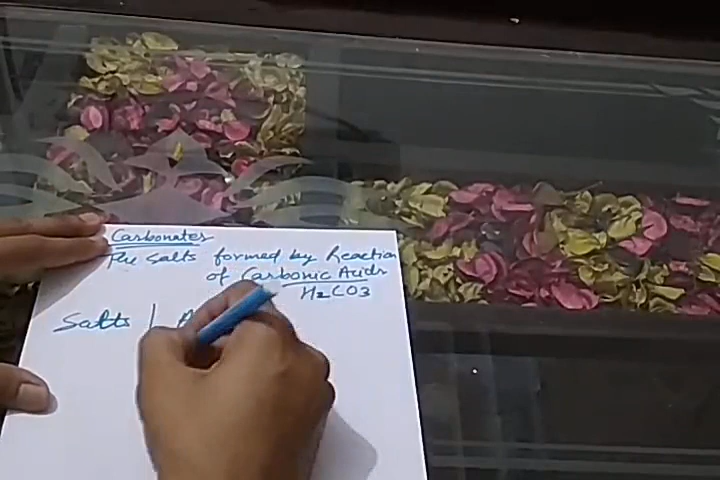 Carbonates
The Salts formed by Reaction
of Carbonic Acids
H2CO3
Salts |